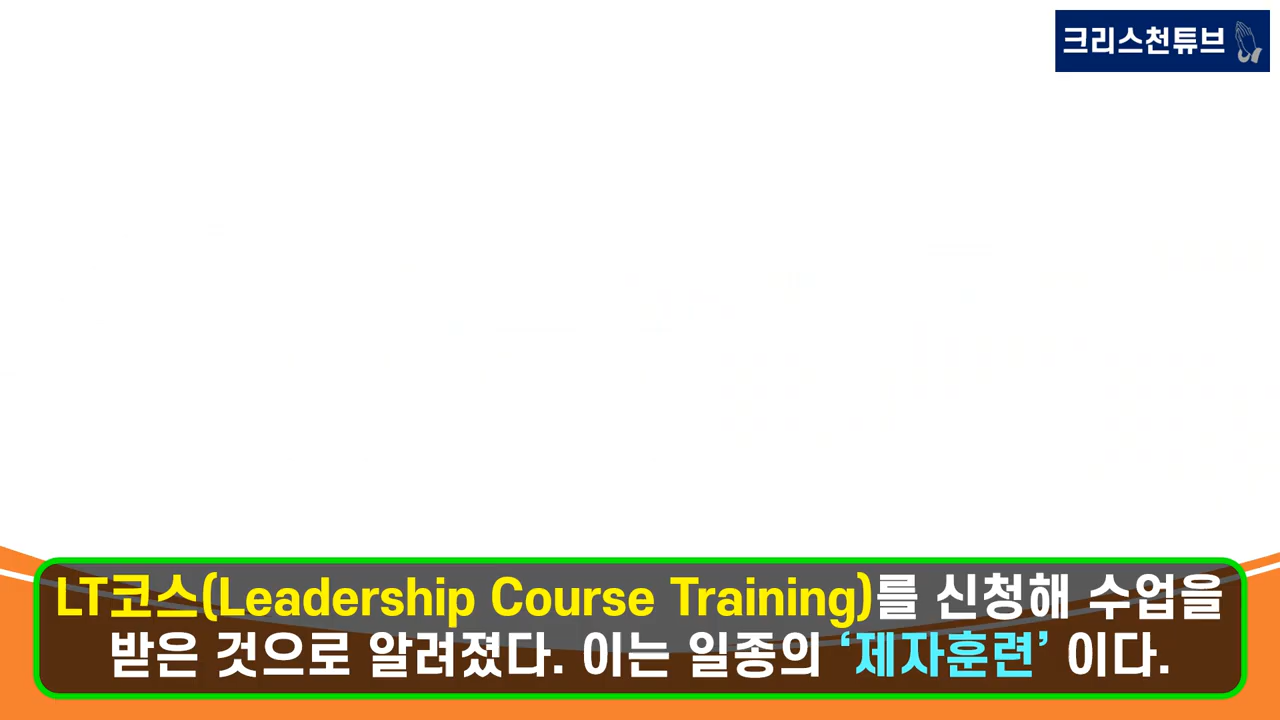 크리스천튜브
LT코스(Leadership Course Training)를 신청해 수업을
받은 것으로 알려졌다. 이는 일종의 ‘제자훈련’ 이다.